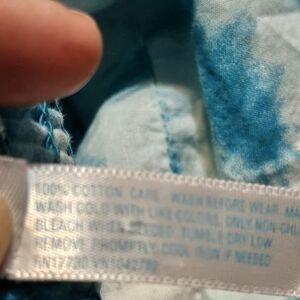 100% COTTON. CARE: WASH BEFORE WEAR. MA
WASH COLD WITH LIKE COLORS. ONLY NON-CHL
BLEACH WHEN NEEDED. TUMBLE DRY LOW.
REMOVE PROMPTLY. COOL IRON IF NEEDED